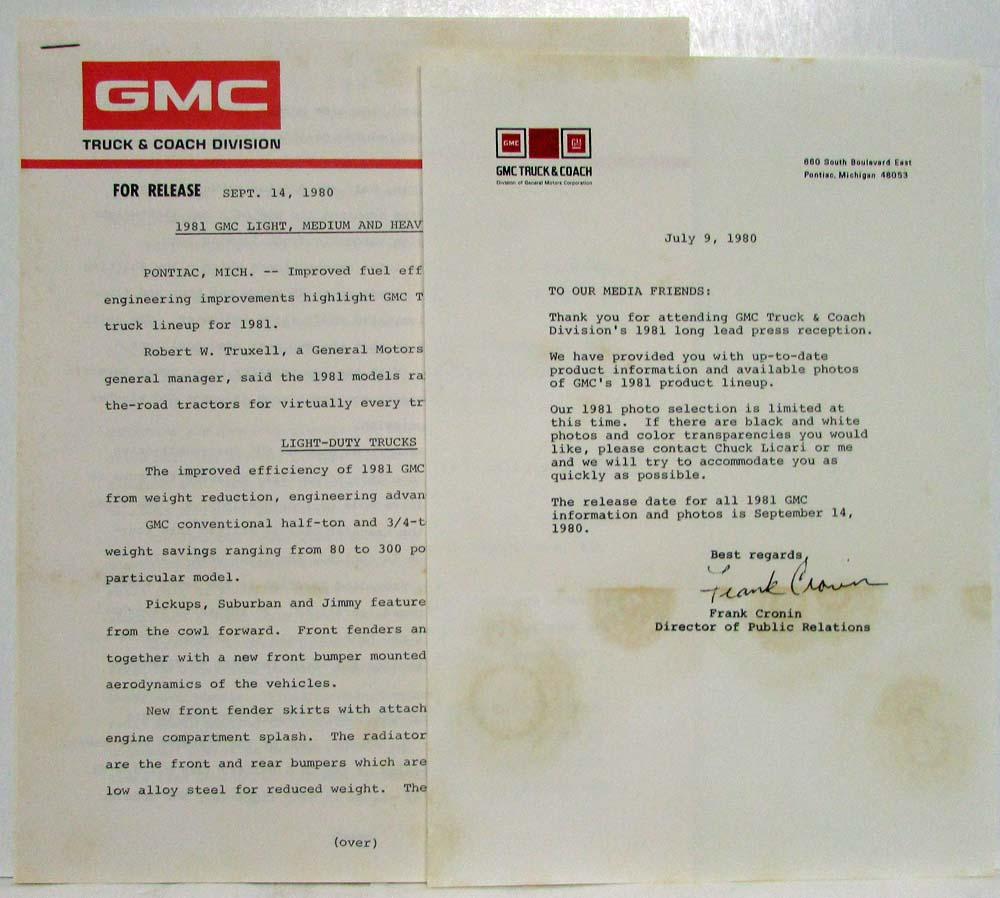 GMC
TRUCK & COACH DIVISION
FOR RELEASE SEPT. 14, 1980
1981 GMC LIGHT, MEDIUM AND HEAV
PONTIAC, MICH. -- Improved fuel eff
engineering improvements highlight GMC T
truck lineup for 1981.
Robert W. Truxell, a General Motors
general manager, said the 1981 models ra
the-road tractors for virtually every tr
LIGHT-DUTY TRUCKS
The improved efficiency of 1981 GMC
from weight reduction, engineering advan
GMC conventional half-ton and 3/4-t
weight savings ranging from 80 to 300 po
particular model.
Pickups, Suburban and Jimmy feature
from the cowl forward. Front fenders an
together with a new front bumper mounted
aerodynamics of the vehicles.
New front fender skirts with attach
engine compartment splash. The radiator
are the front and rear bumpers which are
low alloy steel for reduced weight. The
(over)
GMC GM
GMC TRUCK & COACH
Division of General Motors Corporation
660 South Boulevard East
Pontiac, Michigan 48053
July 9, 1980
TO OUR MEDIA FRIENDS:
Thank you for attending GMC Truck & Coach
Division's 1981 long lead press reception.
We have provided you with up-to-date
product information and available photos
of GMC's 1981 product lineup.
Our 1981 photo selection is limited at
this time. If there are black and white
photos and color transparencies you would
like, please contact Chuck Licari or me
and we will try to accommodate you as
quickly as possible.
The release date for all 1981 GMC
information and photos is September 14,
1980.
Best regards,
Frank Cronin
Frank Cronin
Director of Public Relations